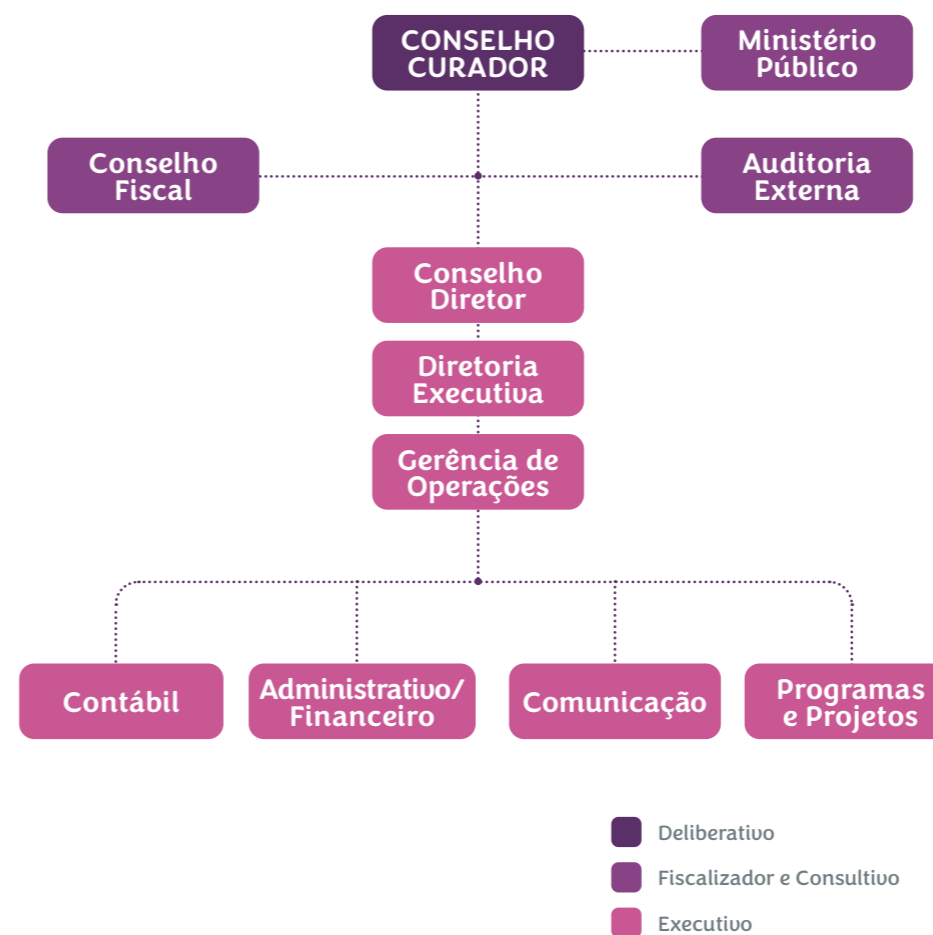 CONSELHO
CURADOR
Ministério
Público
Conselho
Fiscal
Auditoria
Externa
Conselho
Diretor
Diretoria
Executiva
Gerência de
Operações
Contábil
Administrativo/
Financeiro
Comunicação
Programas
e Projetos
Deliberativo
Fiscalizador e Consultivo
Executivo